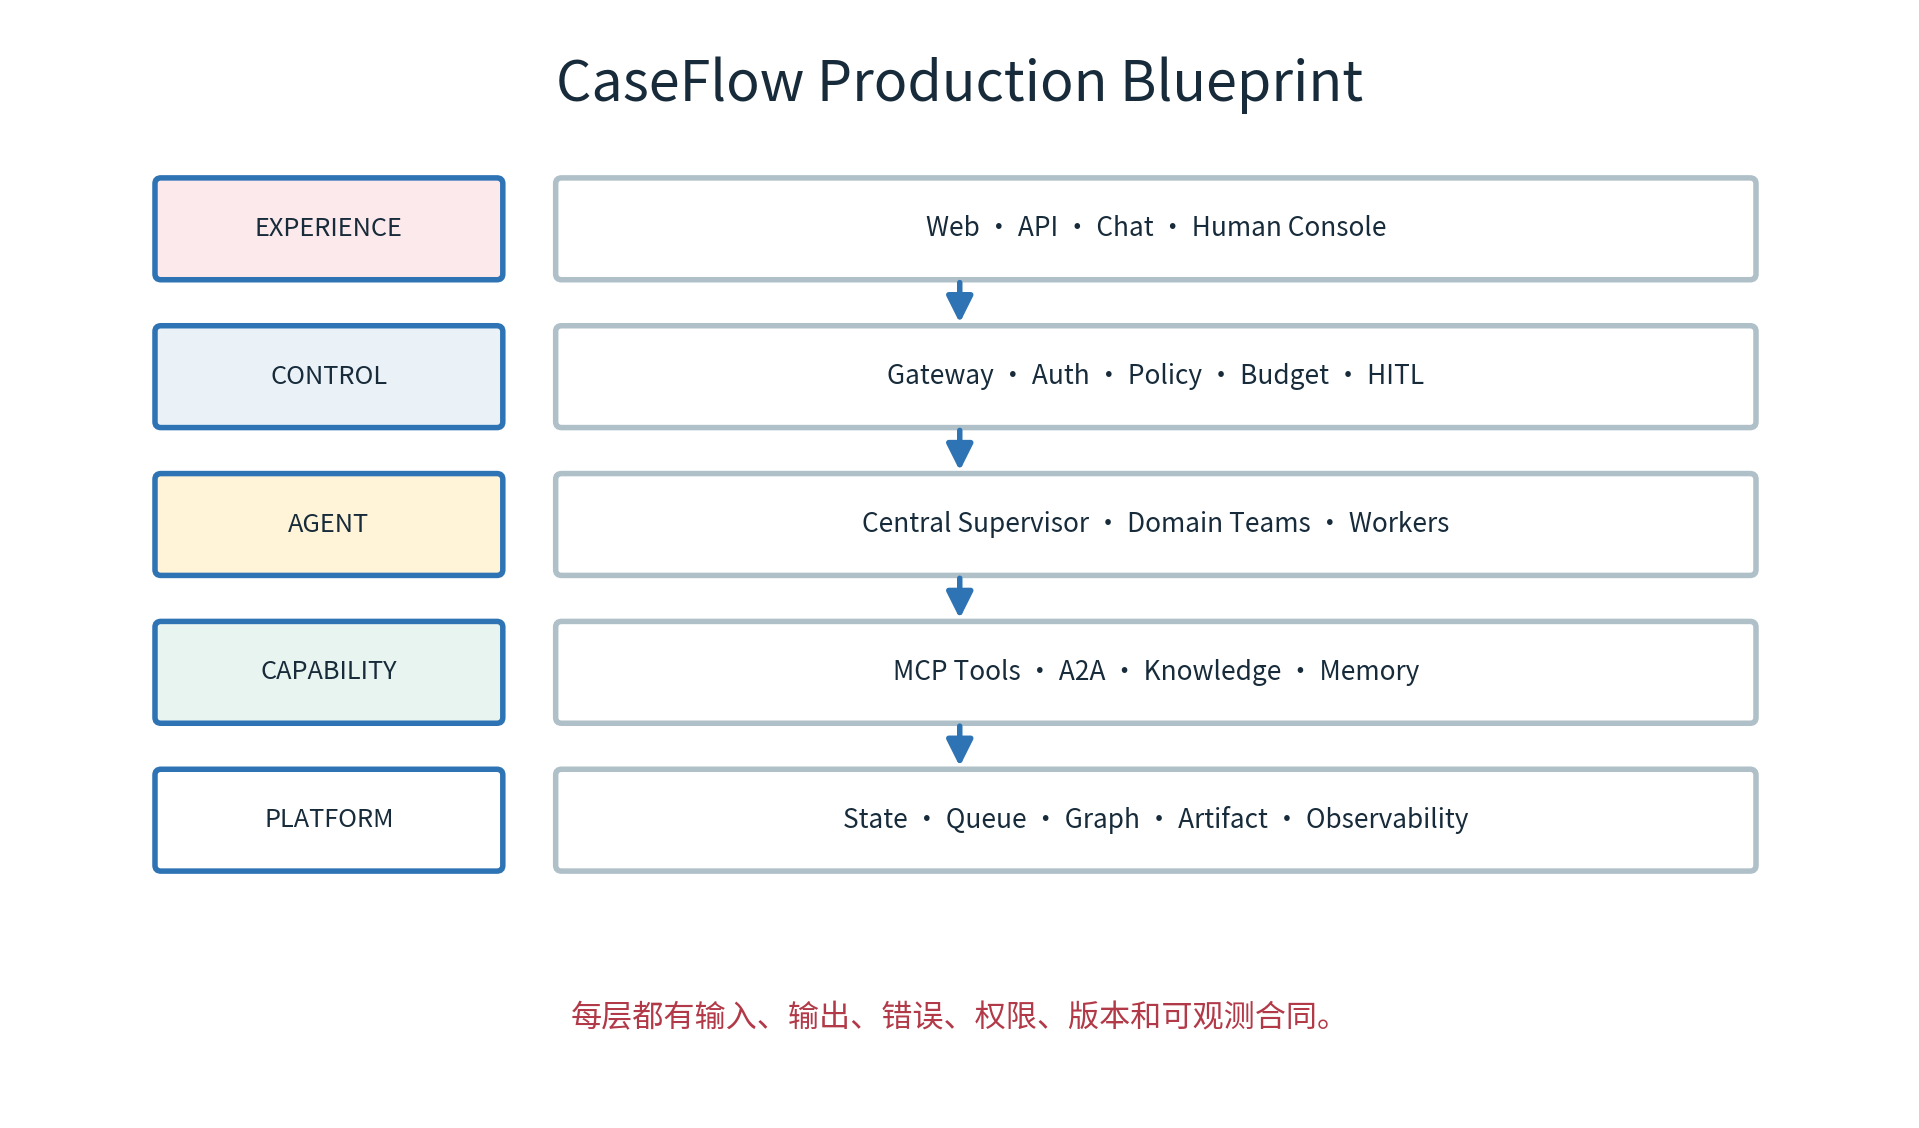 CaseFlow Production Blueprint
EXPERIENCE
Web • API • Chat • Human Console
CONTROL
Gateway • Auth • Policy • Budget • HITL
AGENT
Central Supervisor • Domain Teams • Workers
CAPABILITY
MCP Tools • A2A • Knowledge • Memory
PLATFORM
State • Queue • Graph • Artifact • Observability
每层都有输入、输出、错误、权限、版本和可观测合同。